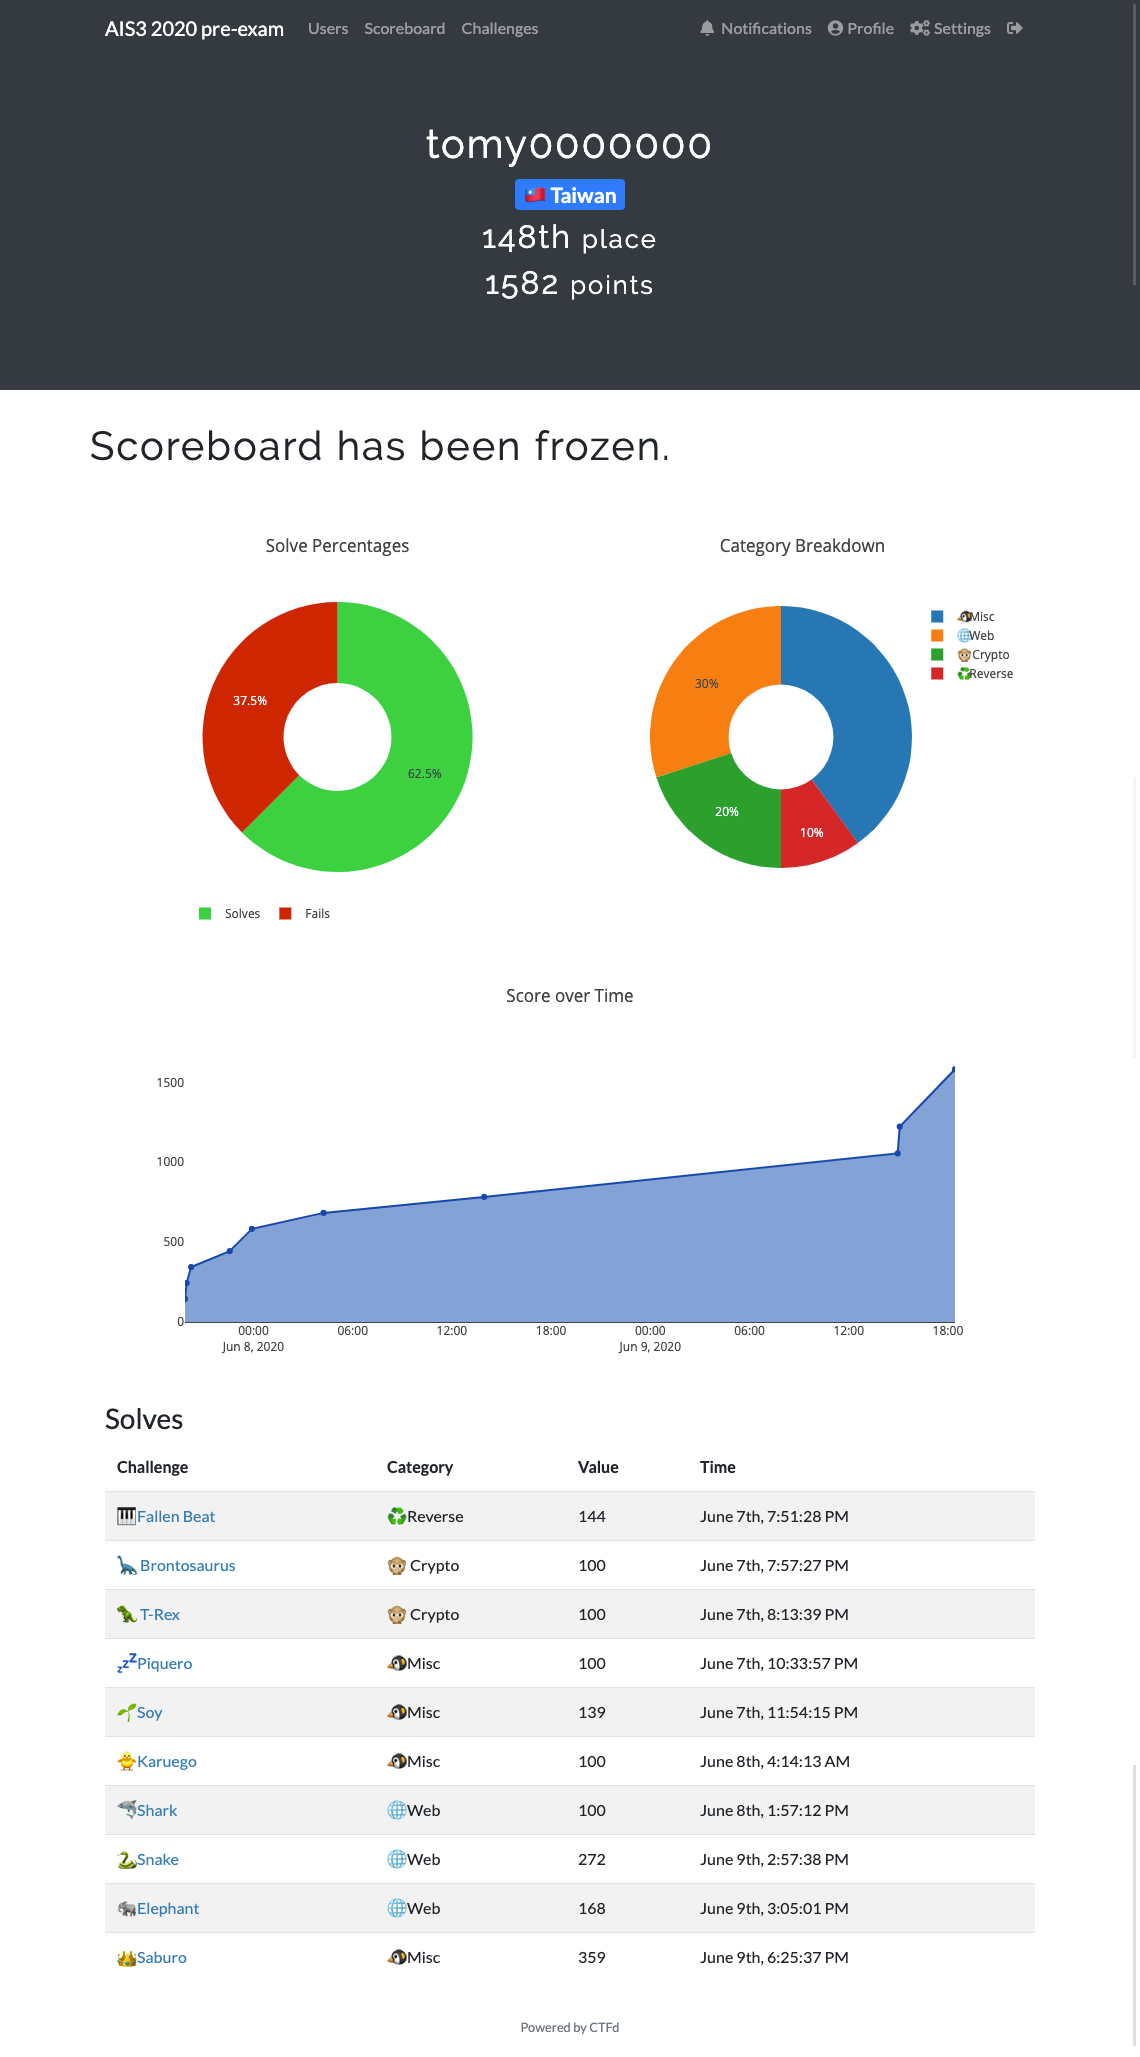 AIS3 2020 pre-exam Users Scoreboard Challenges Notifications Profile Settings
tomy0000000
Taiwan
148th place
1582 points
Scoreboard has been frozen.
Solve Percentages
37.5%
62.5%
Solves Fails
Category Breakdown
Misc
Web
Crypto
Reverse
30%
20%
10%
Score over Time
1500
1000
500
0
00:00 06:00 12:00 18:00 00:00 06:00 12:00 18:00
Jun 8, 2020 Jun 9, 2020
Solves
Challenge Category Value Time
Fallen Beat Reverse 144 June 7th, 7:51:28 PM
Brontosaurus Crypto 100 June 7th, 7:57:27 PM
T-Rex Crypto 100 June 7th, 8:13:39 PM
Piquero Misc 100 June 7th, 10:33:57 PM
Soy Misc 139 June 7th, 11:54:15 PM
Karuego Misc 100 June 8th, 4:14:13 AM
Shark Web 100 June 8th, 1:57:12 PM
Snake Web 272 June 9th, 2:57:38 PM
Elephant Web 168 June 9th, 3:05:01 PM
Saburo Misc 359 June 9th, 6:25:37 PM
Powered by CTFd